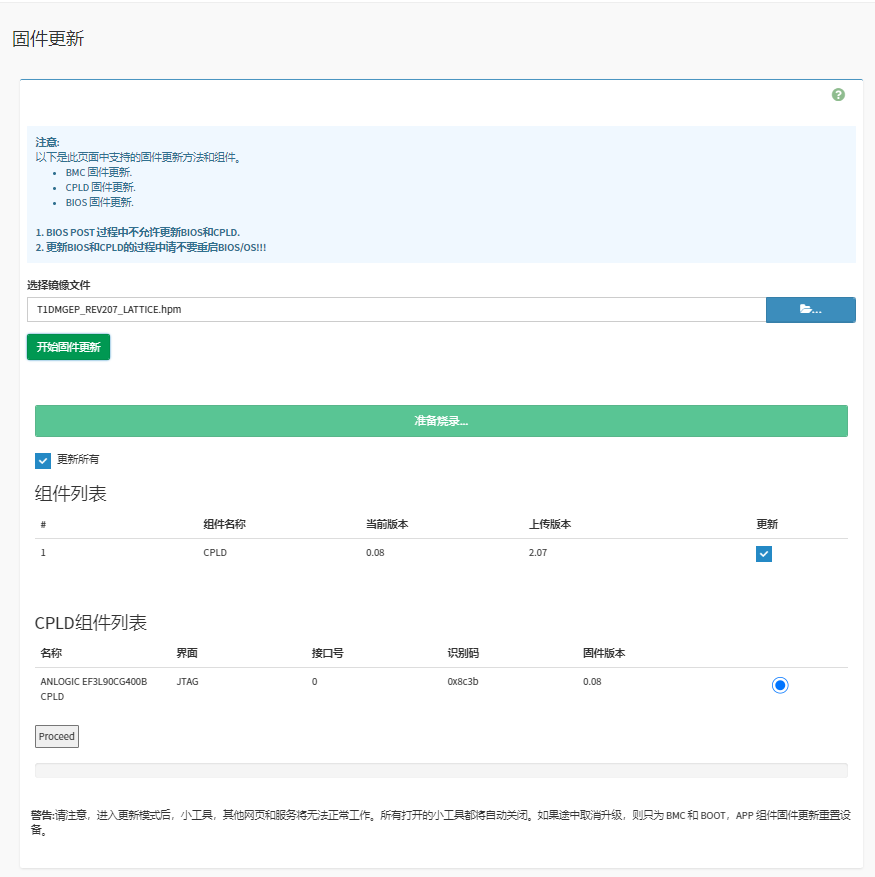 固件更新
注意:
以下是此页面中支持的固件更新方法和组件。
BMC 固件更新.
CPLD 固件更新.
BIOS 固件更新.
1. BIOS POST 过程中不允许更新BIOS和CPLD.
2. 更新BIOS和CPLD的过程中请不要重启BIOS/OS!!!
选择镜像文件
T1DMGEP_REV207_LATTICE.hpm
...
开始固件更新
准备烧录...
更新所有
组件列表
# 组件名称 当前版本 上传版本 更新
1 CPLD 0.08 2.07
CPLD组件列表
名称 界面 接口号 识别码 固件版本
ANLOGIC EF3L90CG400B JTAG 0 0x8c3b 0.08
CPLD
Proceed
警告:请注意，进入更新模式后，小工具，其他网页和服务将无法正常工作。所有打开的小工具都将自动关闭。如果途中取消升级，则只为 BMC 和 BOOT，APP 组件固件更新重置设
备。